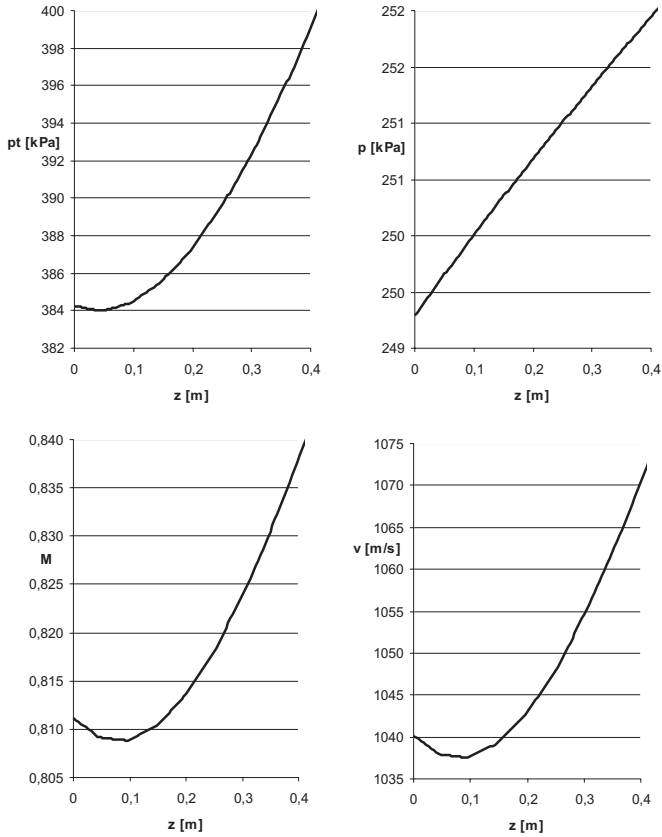 400
398
396
394
pt [kPa]
392
390
388
386
384
382
0 0,1 0,2 0,3 0,4
z [m]
252
252
251
p [kPa]
251
250
250
249
0 0,1 0,2 0,3 0,4
z [m]
0,840
0,835
0,830
M
0,825
0,820
0,815
0,810
0,805
0 0,1 0,2 0,3 0,4
z [m]
1075
1070
1065
v [m/s]
1060
1055
1050
1045
1040
1035
0 0,1 0,2 0,3 0,4
z [m]